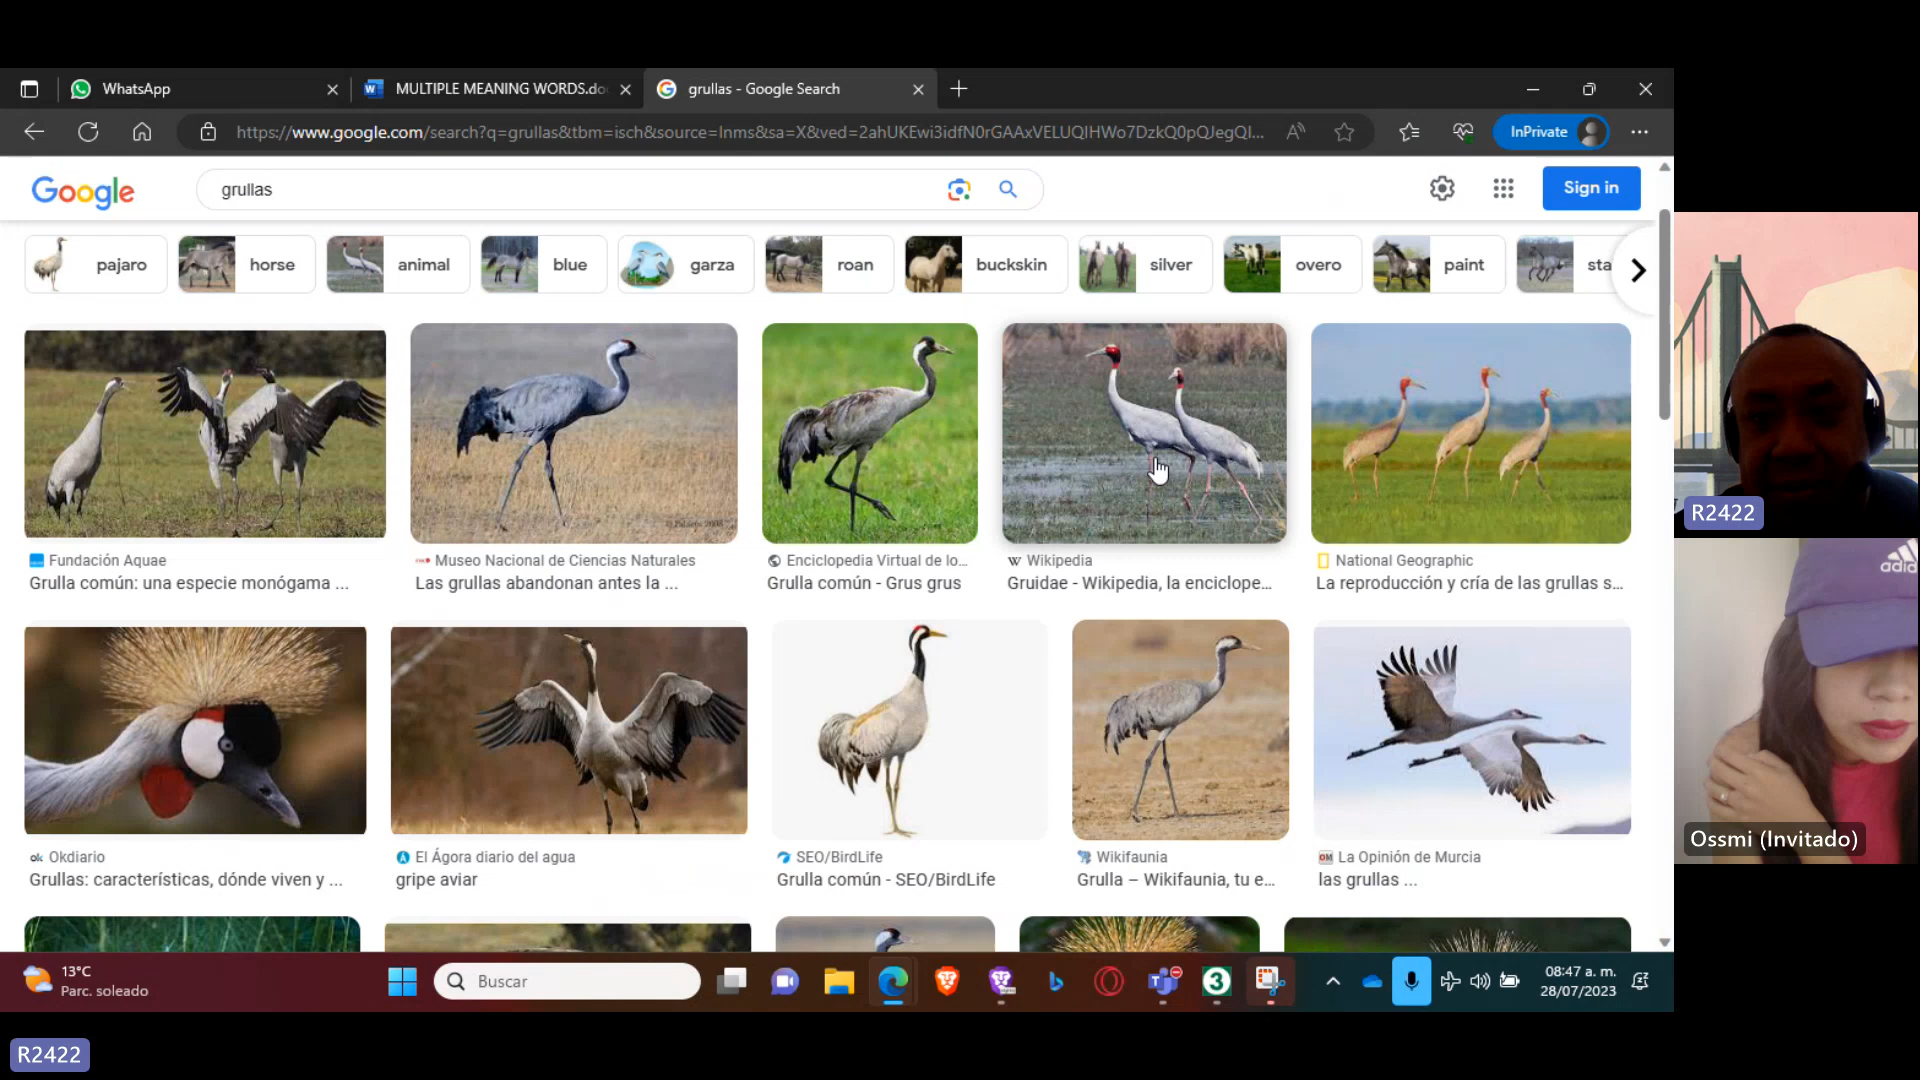 WhatsApp
MULTIPLE MEANING WORDS.do
grullas - Google Search
https://www.google.com/search?q=grullas&tbm=isch&source=lnms&sa=X&ved=2ahUKEwi3idfN0rGAAxVELUQIHWo7DzkQ0pQJegQI...
InPrivate
Google
grullas
Sign in
pajaro
horse
animal
blue
garza
roan
buckskin
silver
overo
paint
sta
Fundación Aquae
Grulla común: una especie monógama ...
Museo Nacional de Ciencias Naturales
Las grullas abandonan antes la ...
Enciclopedia Virtual de lo...
Grulla común - Grus grus
Wikipedia
Gruidae - Wikipedia, la enciclope...
National Geographic
La reproducción y cría de las grullas s...
Okdiario
Grullas: características, dónde viven y ...
El Ágora diario del agua
gripe aviar
SEO/BirdLife
Grulla común - SEO/BirdLife
Wikifaunia
Grulla – Wikifaunia, tu e...
La Opinión de Murcia
las grullas ...
13°C
Parc. soleado
Buscar
08:47 a. m.
28/07/2023
R2422
adid
Ossmi (Invitado)
R2422